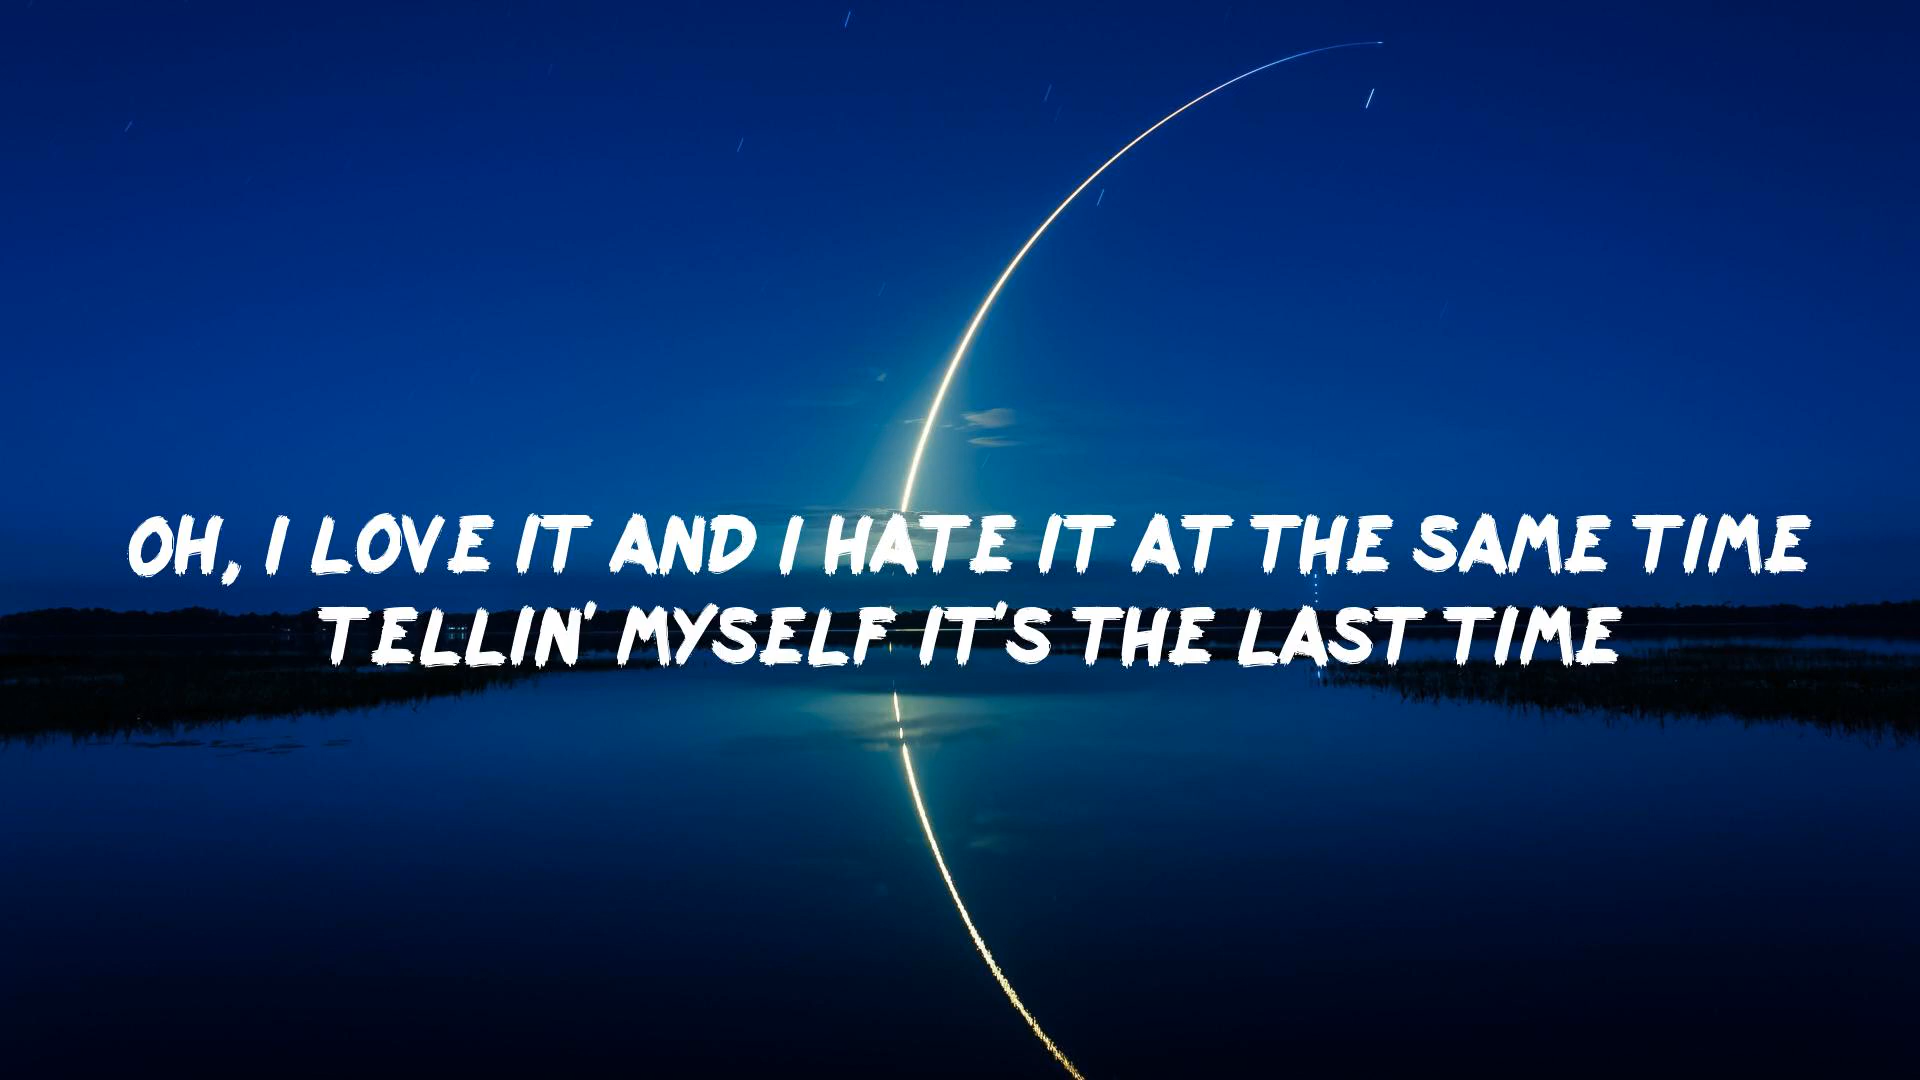 OH, I LOVE IT AND I HATE IT AT THE SAME TIME
TELLIN' MYSELF IT'S THE LAST TIME